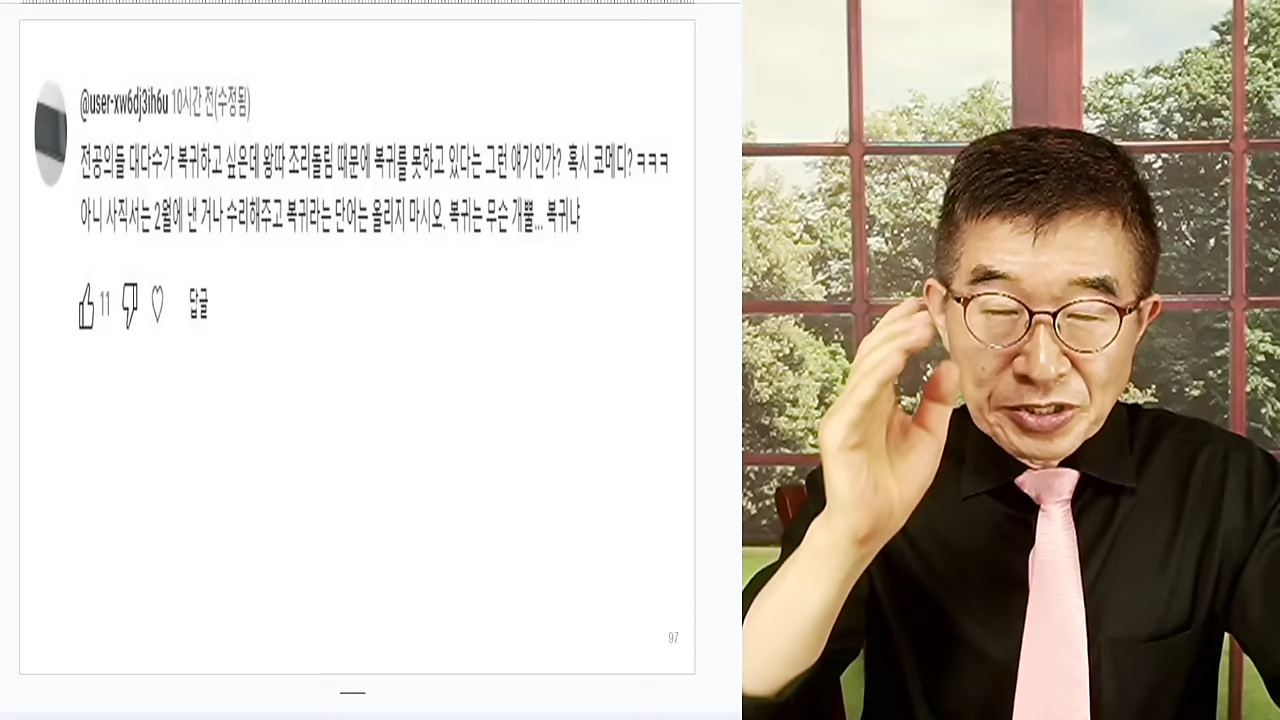 @user-xw6dj3ih6u 10시간 전(수정됨)
전공의들 대다수가 복귀하고 싶은데 왕따 조리돌림 때문에 복귀를 못하고 있다는 그런 얘기인가? 혹시 코메디? ㅋㅋㅋ
아니 사직서는 2월에 낸 거나 수리해주고 복귀라는 단어는 올리지 마시오. 복귀는 무슨 개뿔... 복귀냐
11 답글
97